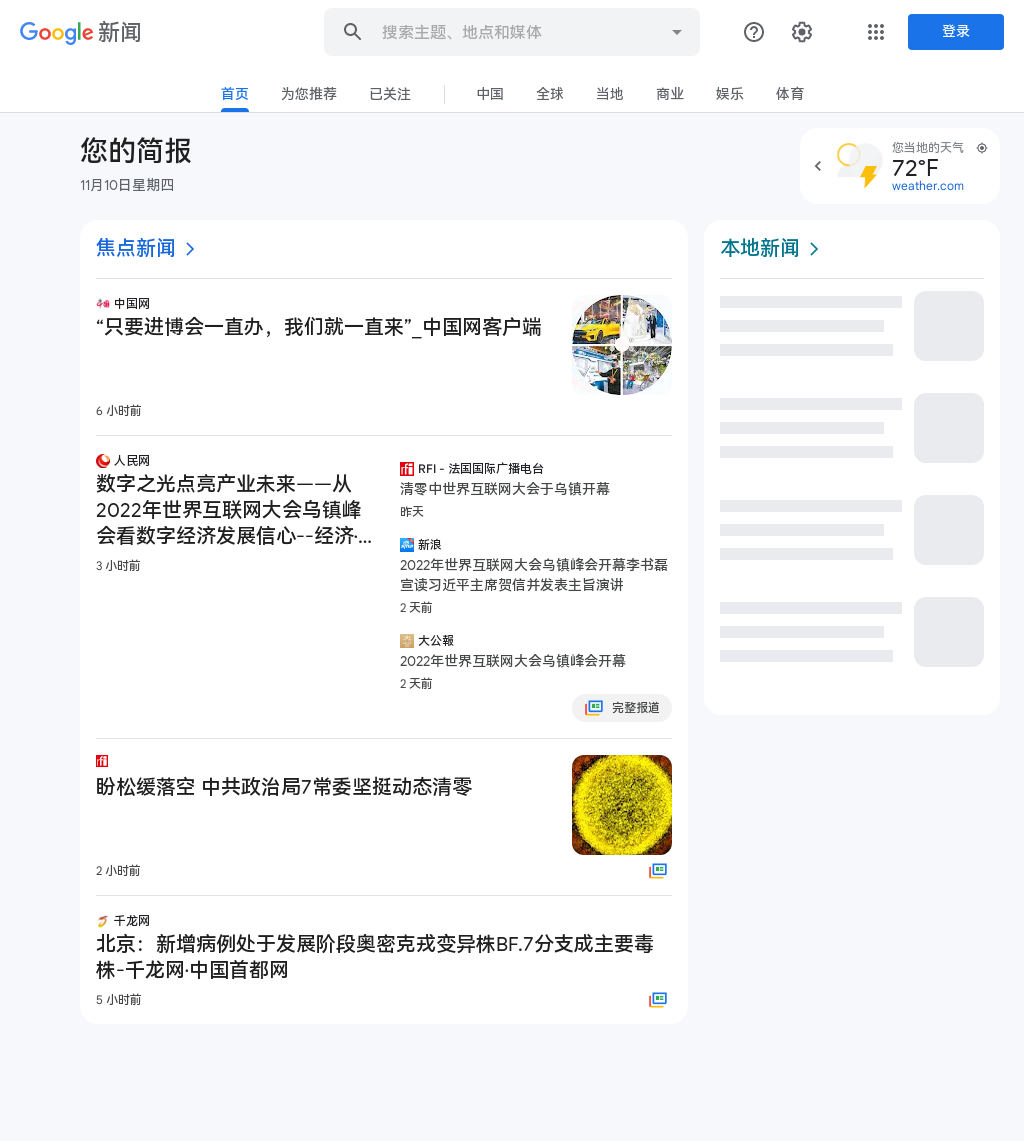 Google 新闻
搜索主题、地点和媒体
登录
首页 为您推荐 已关注 中国 全球 当地 商业 娱乐 体育
您的简报
11月10日星期四
您当地的天气
72°F
weather.com
焦点新闻
中国网
“只要进博会一直办，我们就一直来”_中国网客户端
6 小时前
人民网
数字之光点亮产业未来——从
2022年世界互联网大会乌镇峰
会看数字经济发展信心--经济·...
3 小时前
RFI - 法国国际广播电台
清零中世界互联网大会于乌镇开幕
昨天
新浪
2022年世界互联网大会乌镇峰会开幕李书磊
宣读习近平主席贺信并发表主旨演讲
2 天前
大公報
2022年世界互联网大会乌镇峰会开幕
2 天前
完整报道
盼松缓落空 中共政治局7常委坚挺动态清零
2 小时前
千龙网
北京：新增病例处于发展阶段奥密克戎变异株BF.7分支成主要毒
株-千龙网·中国首都网
5 小时前
本地新闻